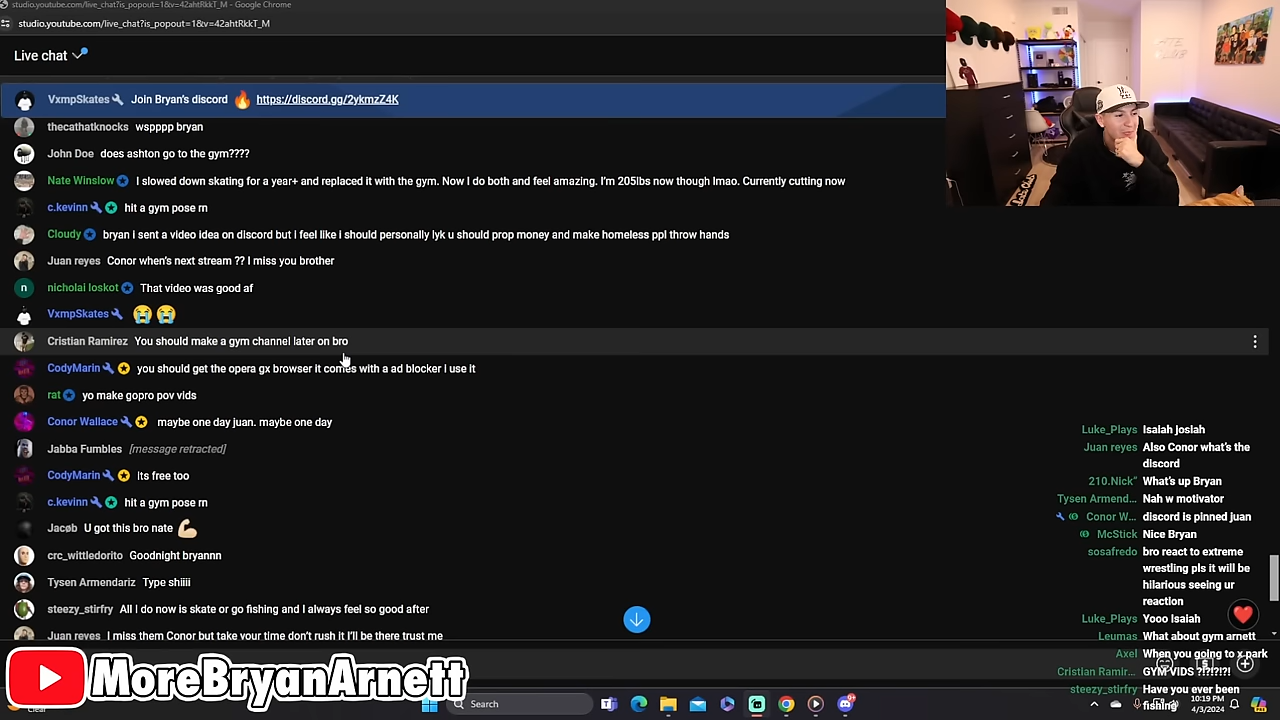 studio.youtube.com/live_chat?is_popout=1&v=42ahtRkkT_M - Google Chrome
studio.youtube.com/live_chat?is_popout=1&v=42ahtRkkT_M
Live chat
VxmpSkates Join Bryan's discord 🔥 https://discord.gg/2ykmzZ4K
thecathatknocks wspppp bryan
John Doe does ashton go to the gym????
Nate Winslow I slowed down skating for a year+ and replaced it with the gym. Now I do both and feel amazing. I'm 205lbs now though lmao. Currently cutting now
c.kevinn hit a gym pose rn
Cloudy bryan i sent a video idea on discord but i feel like i should personally lyk u should prop money and make homeless ppl throw hands
Juan reyes Conor when's next stream ?? I miss you brother
n
nicholai loskot That video was good af
VxmpSkates 😭 😭
Cristian Ramirez You should make a gym channel later on bro
CodyMarin you should get the opera gx browser it comes with a ad blocker i use it
rat yo make gopro pov vids
Conor Wallace maybe one day juan. maybe one day
Jabba Fumbles [message retracted]
CodyMarin Its free too
c.kevinn hit a gym pose rn
Jacøb U got this bro nate 💪🏻
crc_wittledorito Goodnight bryannn
Tysen Armendariz Type shiiii
steezy_stirfry All I do now is skate or go fishing and I always feel so good after
Juan reyes I miss them Conor but take your time don't rush it I'll be there trust me
Luke_Plays Isaiah josiah
Juan reyes Also Conor what's the
discord
210.Nick" What's up Bryan
Tysen Armend... Nah w motivator
Conor W... discord is pinned juan
McStick Nice Bryan
sosafredo bro react to extreme
wrestling pls it will be
hilarious seeing ur
reaction
Luke_Plays Yooo Isaiah
Leumas What about gym arnett
Axel When you going to x park
Cristian Ramir... GYM VIDS ?!?!?!?!
steezy_stirfry Have you ever been
fishing
MoreBryanArnett
Clear
Search
10:19 PM
4/3/2024